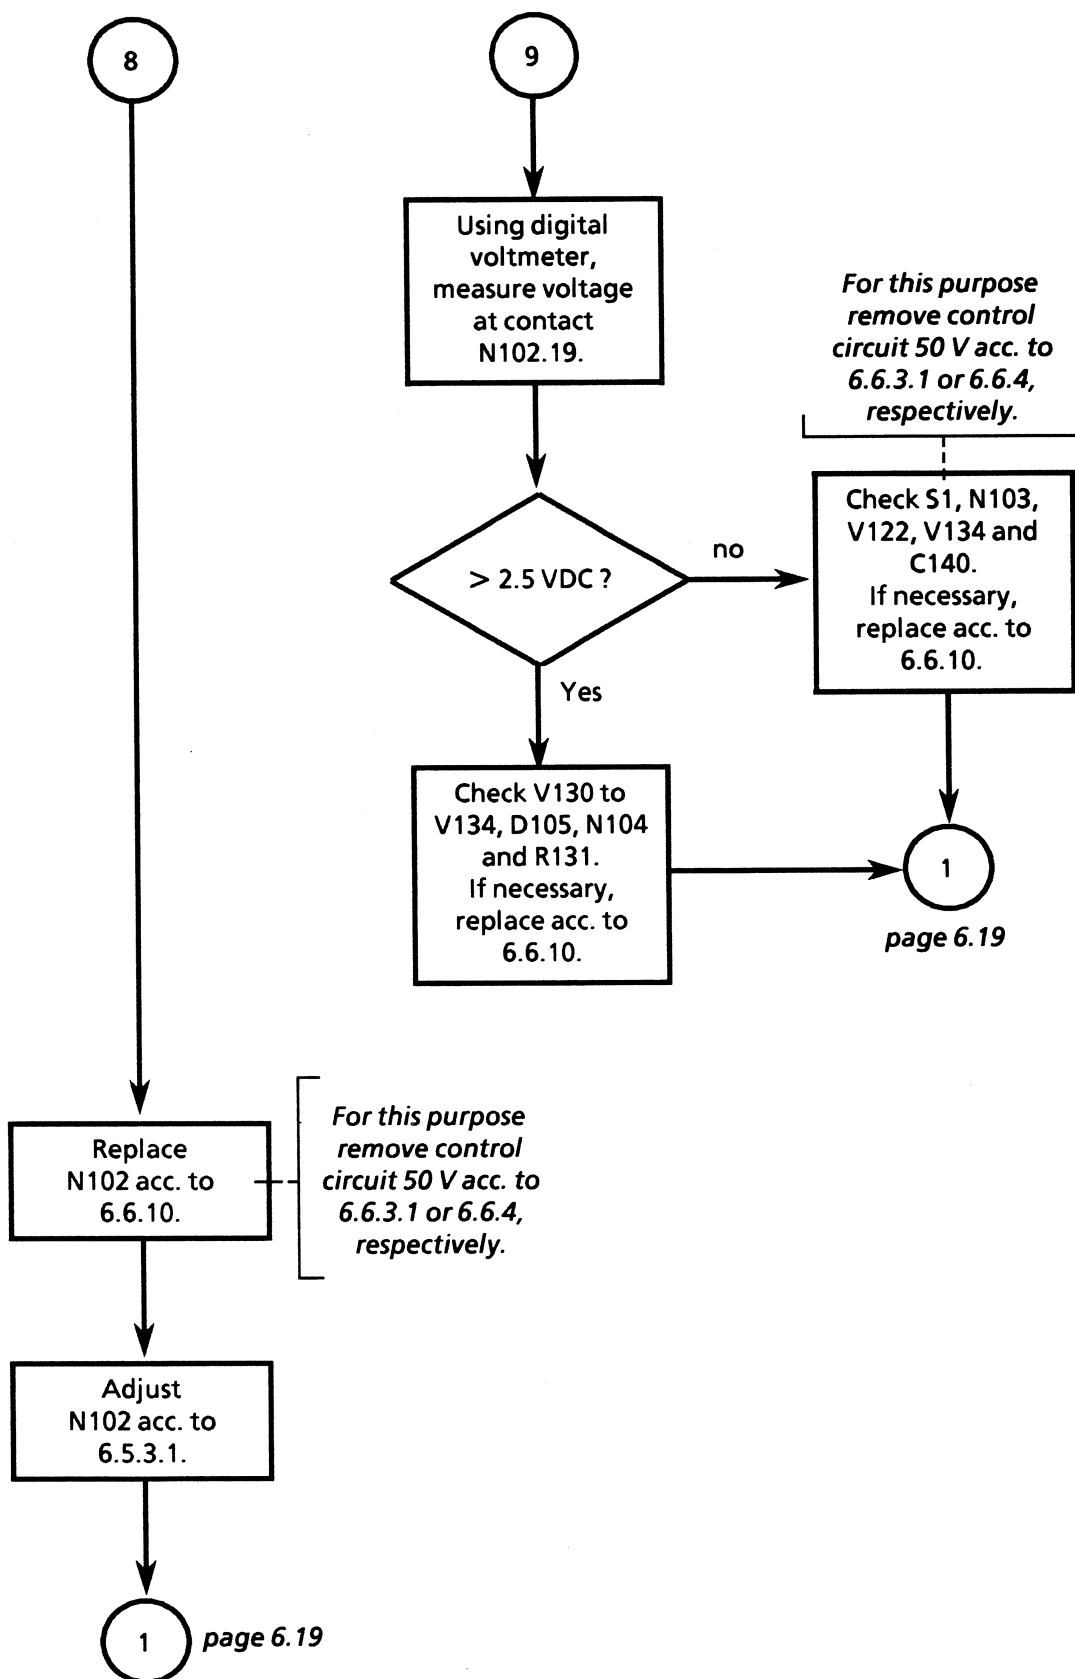 8
9
Using digital
voltmeter,
measure voltage
at contact
N102.19.
For this purpose
remove control
circuit 50 V acc. to
6.6.3.1 or 6.6.4,
respectively.
> 2.5 VDC ?
no
Check S1, N103,
V122, V134 and
C140.
If necessary,
replace acc. to
6.6.10.
Yes
Check V130 to
V134, D105, N104
and R131.
If necessary,
replace acc. to
6.6.10.
1
page 6.19
Replace
N102 acc. to
6.6.10.
For this purpose
remove control
circuit 50 V acc. to
6.6.3.1 or 6.6.4,
respectively.
Adjust
N102 acc. to
6.5.3.1.
1
page 6.19